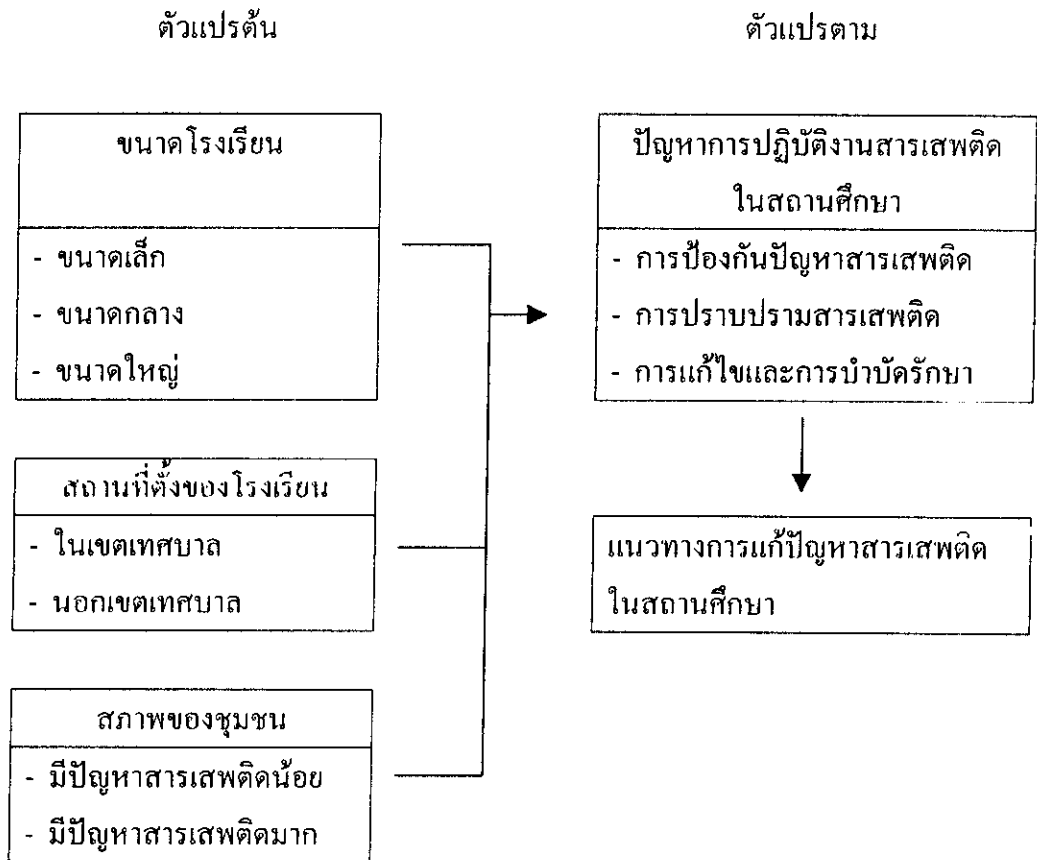 ตัวแปรต้น
ตัวแปรตาม
ขนาดโรงเรียน
- ขนาดเล็ก
- ขนาดกลาง
- ขนาดใหญ่
สถานที่ตั้งของโรงเรียน
- ในเขตเทศบาล
- นอกเขตเทศบาล
สภาพของชุมชน
- มีปัญหาสารเสพติดน้อย
- มีปัญหาสารเสพติดมาก
ปัญหาการปฏิบัติงานสารเสพติด
ในสถานศึกษา
- การป้องกันปัญหาสารเสพติด
- การปราบปรามสารเสพติด
- การแก้ไขและการบำบัดรักษา
แนวทางการแก้ปัญหาสารเสพติด
ในสถานศึกษา